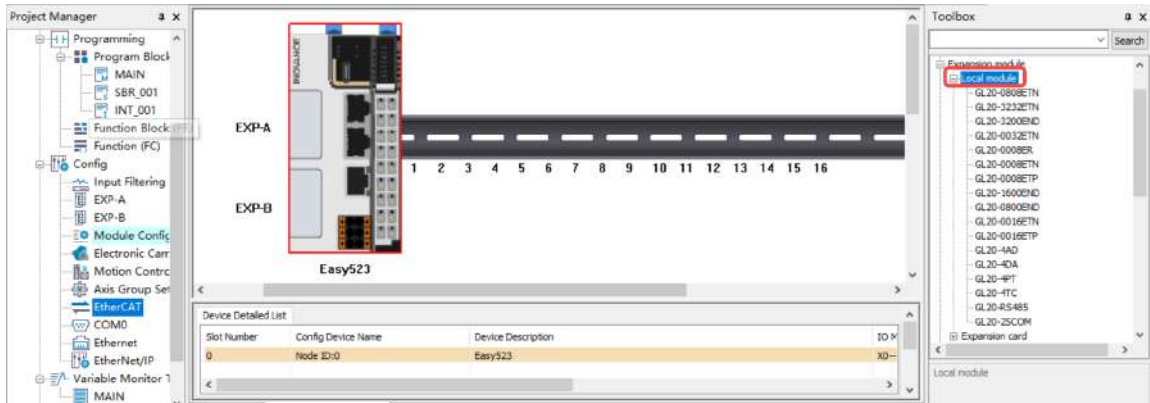 Project Manager
Programming
Program Block
MAIN
SBR_001
INT_001
Function Block
Function (FC)
Config
Input Filtering
EXP-A
EXP-B
Module Config
Electronic Cam
Motion Contro
Axis Group Set
EtherCAT
COM0
Ethernet
EtherNet/IP
Variable Monitor T
MAIN
INOVANCE
EXP-A
EXP-B
1 2 3 4 5 6 7 8 9 10 11 12 13 14 15 16
Easy523
Device Detailed List
Slot Number Config Device Name Device Description IO M
0 Node ID:0 Easy523 X0—
Toolbox
Search
Expansion module
Local module
GL20-0808ETN
GL20-3232ETN
GL20-3200END
GL20-0032ETN
GL20-0008ER
GL20-0008ETN
GL20-0008ETP
GL20-1600END
GL20-0800END
GL20-0016ETN
GL20-0016ETP
GL20-4AD
GL20-4DA
GL20-4PT
GL20-4TC
GL20-RS485
GL20-2SCOM
Expansion card
Local module